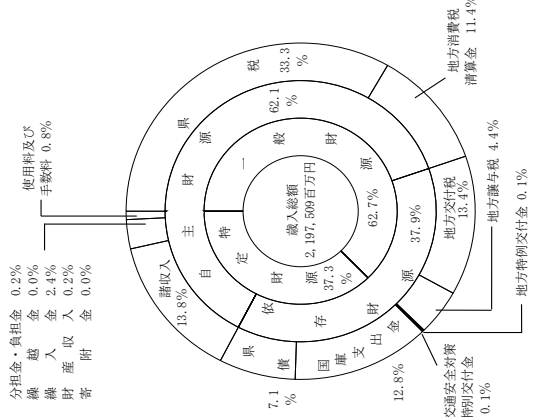 分担金・負担金 0.2%
繰越金 0.0%
繰入金 2.4%
財産収入 0.2%
寄附金 0.0%
使用料及び
手数料 0.8%
諸収入
13.8%
県税
33.3
%
地方消費税
清算金 11.4%
地方交付税
13.4%
地方譲与税 4.4%
地方特例交付金 0.1%
交通安全対策
特別交付金
0.1%
国庫支出金
12.8%
県債
7.1
%
自主財源
62.1
%
依存財源
37.9%
一般財源
62.7%
特定財源
37.3
%
歳入総額
2,197,509百万円